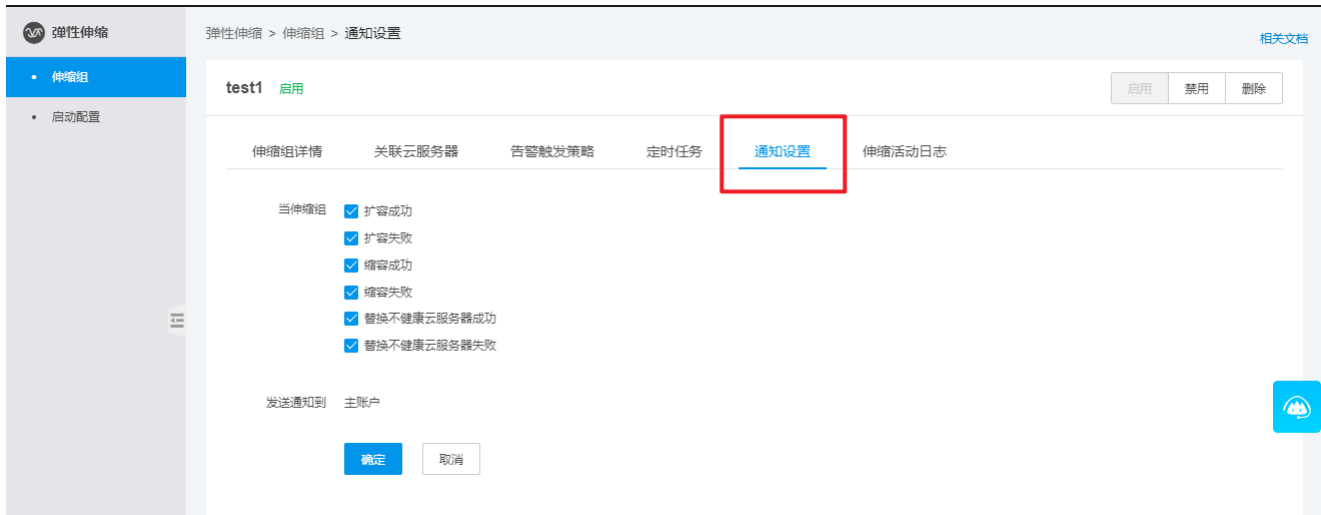 弹性伸缩
弹性伸缩 > 伸缩组 > 通知设置
相关文档
伸缩组
启动配置
test1 启用
启用 禁用 删除
伸缩组详情 关联云服务器 告警触发策略 定时任务 通知设置 伸缩活动日志
当伸缩组 扩容成功
扩容失败
缩容成功
缩容失败
替换不健康云服务器成功
替换不健康云服务器失败
发送通知到 主账户
确定 取消